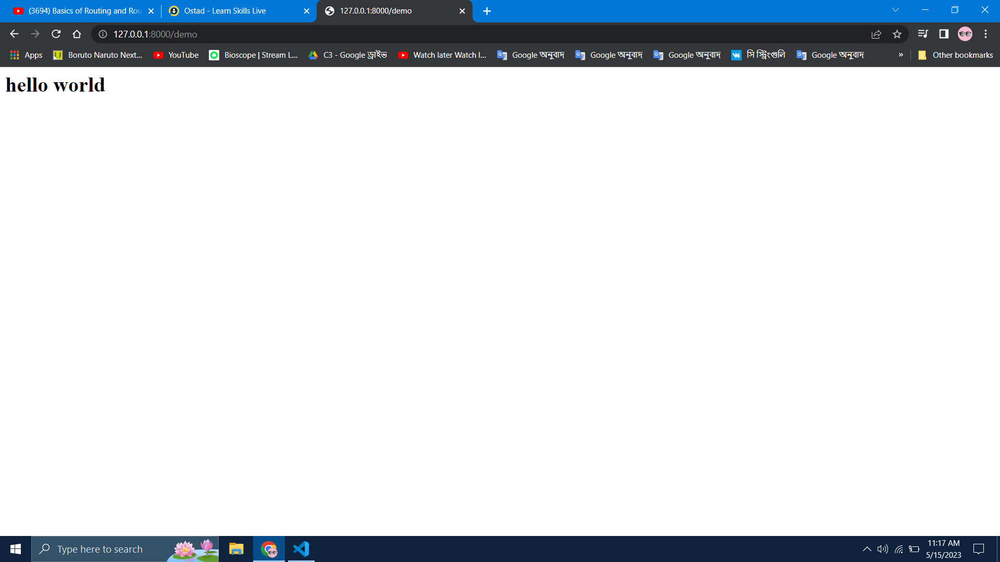 (3694) Basics of Routing and Rou
Ostad - Learn Skills Live
127.0.0.1:8000/demo
127.0.0.1:8000/demo
Apps
Boruto Naruto Next...
YouTube
Bioscope | Stream L...
C3 - Google ড্রাইভ
Watch later Watch l...
Google অনুবাদ
Google অনুবাদ
Google অনুবাদ
সি স্ট্রিংগুলি
Google অনুবাদ
»
Other bookmarks
hello world
Type here to search
11:17 AM
5/15/2023